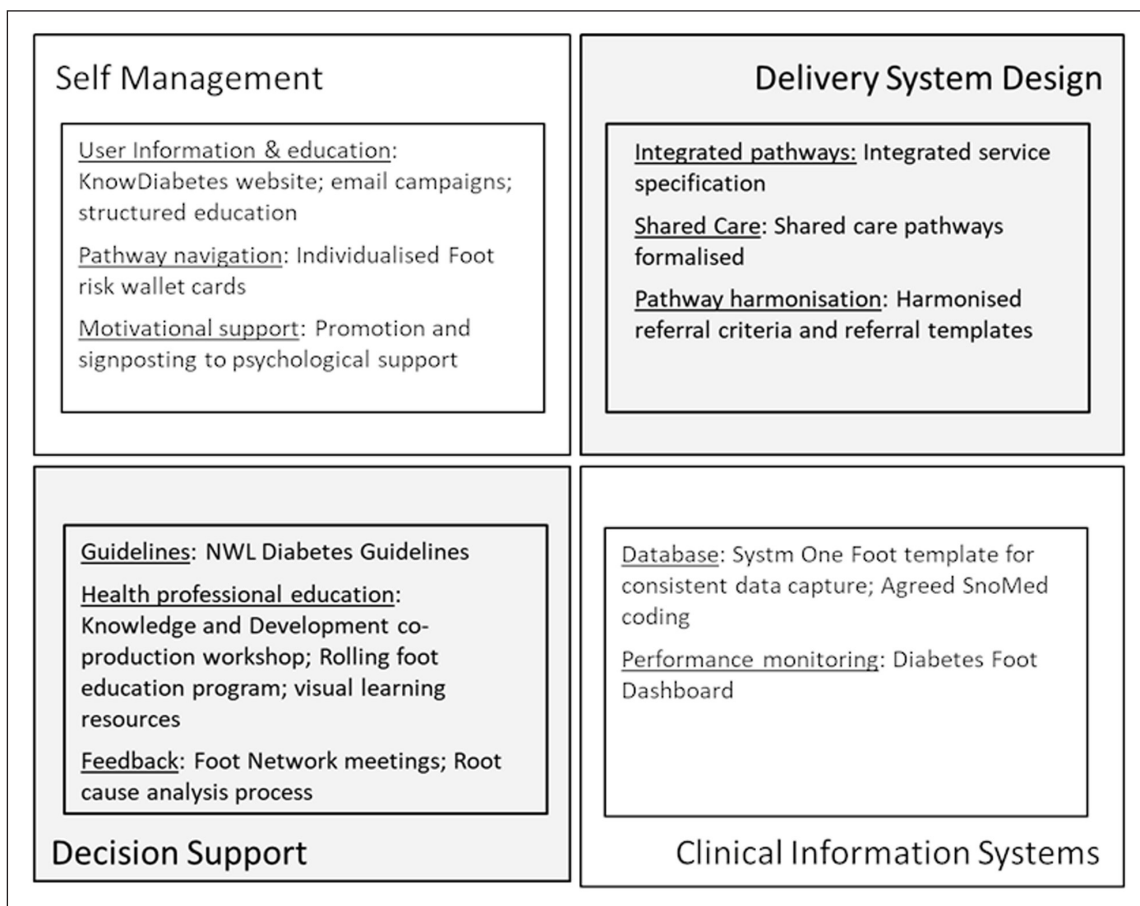 Self Management
User Information & education:
KnowDiabetes website; email campaigns;
structured education
Pathway navigation: Individualised Foot
risk wallet cards
Motivational support: Promotion and
signposting to psychological support
Delivery System Design
Integrated pathways: Integrated service
specification
Shared Care: Shared care pathways
formalised
Pathway harmonisation: Harmonised
referral criteria and referral templates
Guidelines: NWL Diabetes Guidelines
Health professional education:
Knowledge and Development co-
production workshop; Rolling foot
education program; visual learning
resources
Feedback: Foot Network meetings; Root
cause analysis process
Decision Support
Database: Systm One Foot template for
consistent data capture; Agreed SnoMed
coding
Performance monitoring: Diabetes Foot
Dashboard
Clinical Information Systems